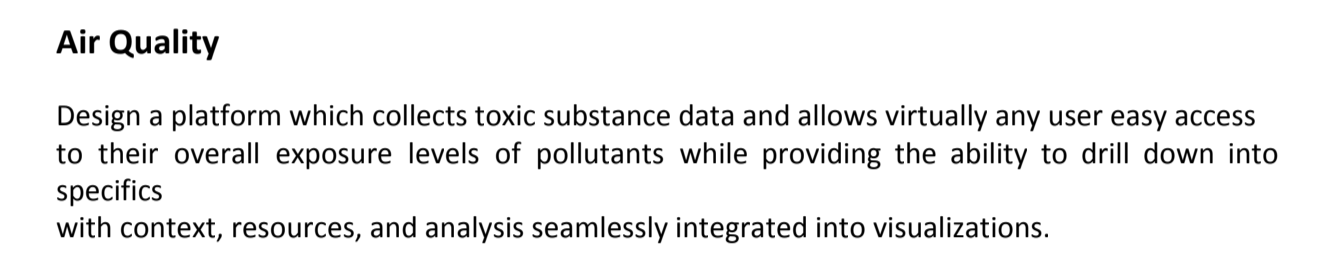 Air Quality
Design a platform which collects toxic substance data and allows virtually any user easy access
to their overall exposure levels of pollutants while providing the ability to drill down into
specifics
with context, resources, and analysis seamlessly integrated into visualizations.